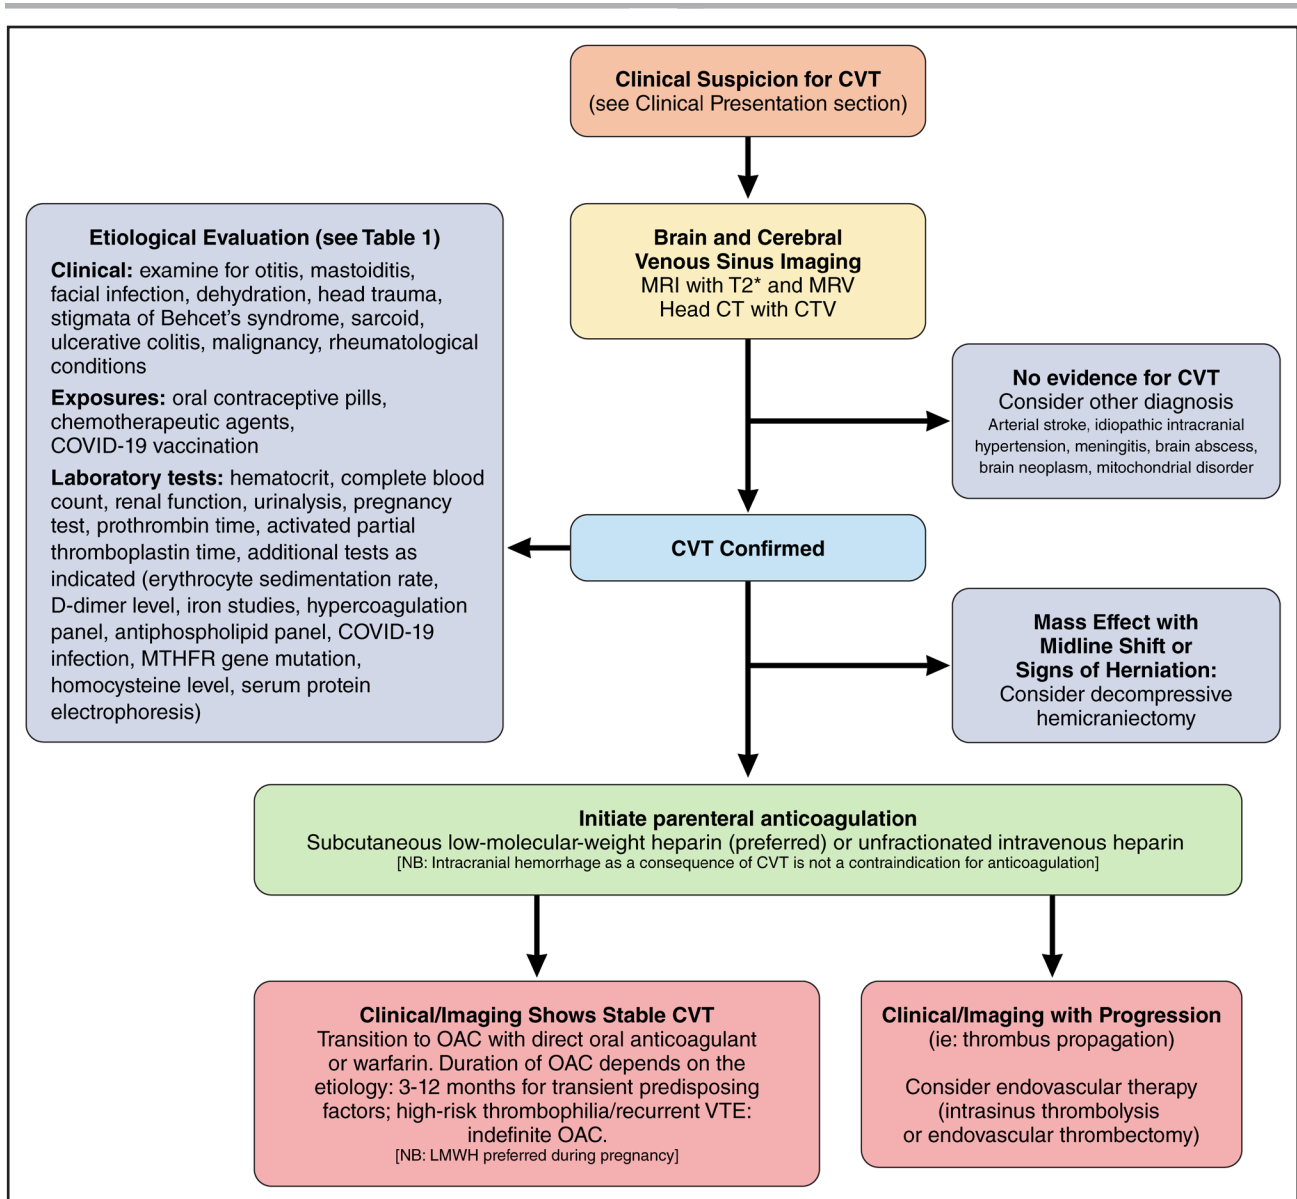 Clinical Suspicion for CVT
(see Clinical Presentation section)
Brain and Cerebral
Venous Sinus Imaging
MRI with T2* and MRV
Head CT with CTV
Etiological Evaluation (see Table 1)
Clinical: examine for otitis, mastoiditis,
facial infection, dehydration, head trauma,
stigmata of Behcet's syndrome, sarcoid,
ulcerative colitis, malignancy, rheumatological
conditions
Exposures: oral contraceptive pills,
chemotherapeutic agents,
COVID-19 vaccination
Laboratory tests: hematocrit, complete blood
count, renal function, urinalysis, pregnancy
test, prothrombin time, activated partial
thromboplastin time, additional tests as
indicated (erythrocyte sedimentation rate,
D-dimer level, iron studies, hypercoagulation
panel, antiphospholipid panel, COVID-19
infection, MTHFR gene mutation,
homocysteine level, serum protein
electrophoresis)
No evidence for CVT
Consider other diagnosis
Arterial stroke, idiopathic intracranial
hypertension, meningitis, brain abscess,
brain neoplasm, mitochondrial disorder
CVT Confirmed
Mass Effect with
Midline Shift or
Signs of Herniation:
Consider decompressive
hemicraniectomy
Initiate parenteral anticoagulation
Subcutaneous low-molecular-weight heparin (preferred) or unfractionated intravenous heparin
[NB: Intracranial hemorrhage as a consequence of CVT is not a contraindication for anticoagulation]
Clinical/Imaging Shows Stable CVT
Transition to OAC with direct oral anticoagulant
or warfarin. Duration of OAC depends on the
etiology: 3-12 months for transient predisposing
factors; high-risk thrombophilia/recurrent VTE:
indefinite OAC.
[NB: LMWH preferred during pregnancy]
Clinical/Imaging with Progression
(ie: thrombus propagation)
Consider endovascular therapy
(intrasinus thrombolysis
or endovascular thrombectomy)